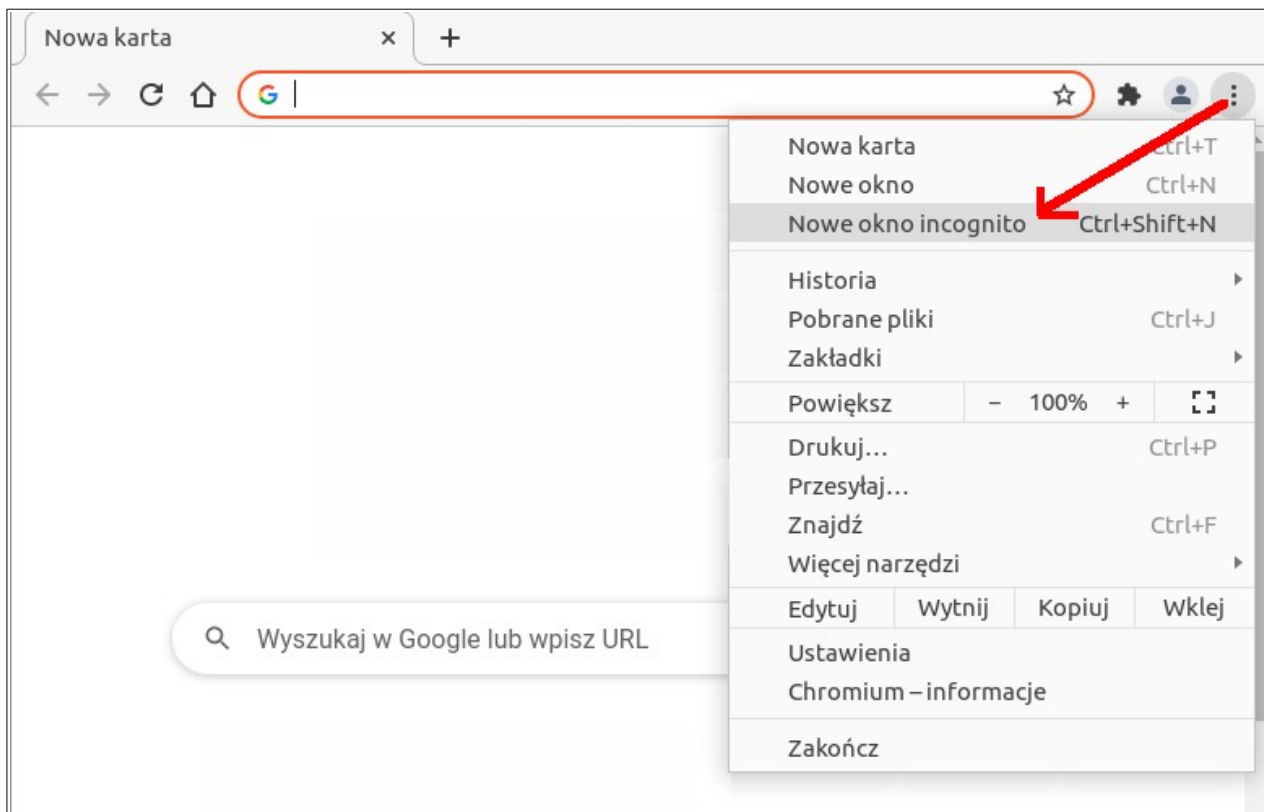 Nowa karta
Nowa karta Ctrl+T
Nowe okno Ctrl+N
Nowe okno incognito Ctrl+Shift+N
Historia
Pobrane pliki Ctrl+J
Zakładki
Powiększ – 100% +
Drukuj... Ctrl+P
Przesyłaj...
Znajdź Ctrl+F
Więcej narzędzi
Edytuj Wytnij Kopiuj Wklej
Wyszukaj w Google lub wpisz URL
Ustawienia
Chromium – informacje
Zakończ